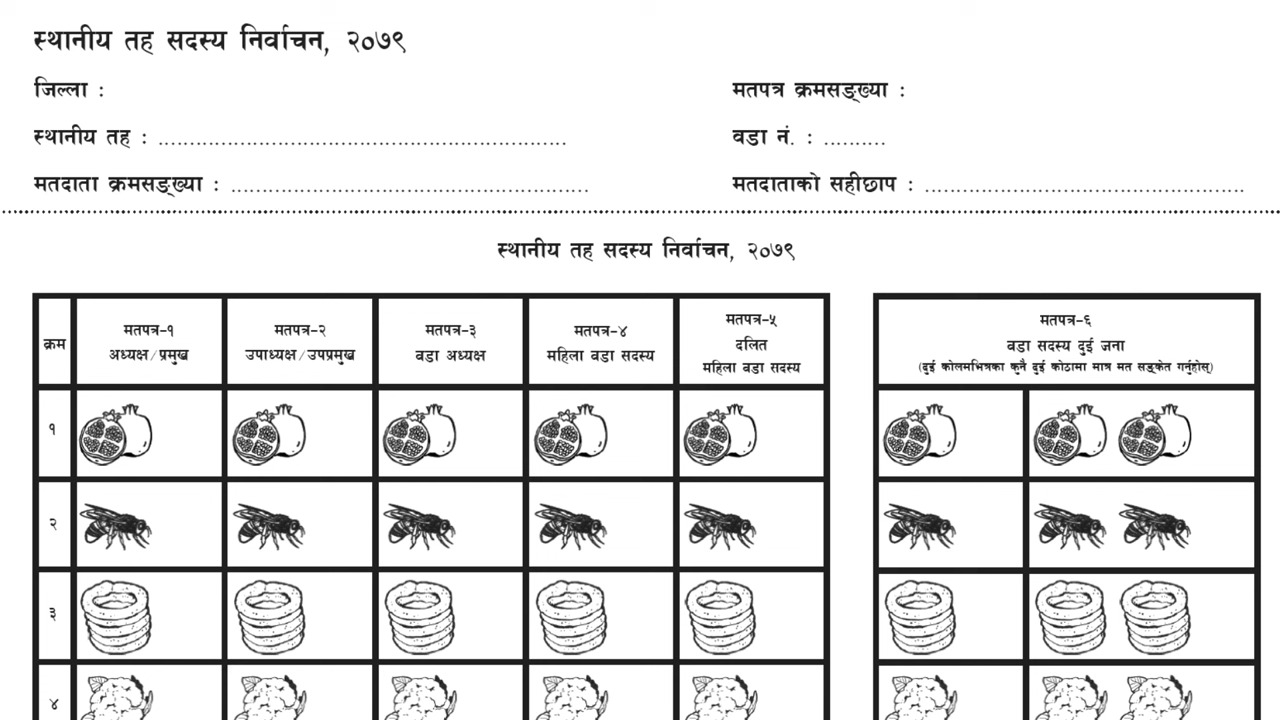 स्थानीय तह सदस्य निर्वाचन, २०७९
जिल्ला :
मतपत्र क्रमसङ्ख्या :
स्थानीय तह : ................................................................
वडा नं. : ..........
मतदाता क्रमसङ्ख्या : .........................................................
मतदाताको सहीछाप : ..................................................
स्थानीय तह सदस्य निर्वाचन, २०७९
क्रम
मतपत्र-१
अध्यक्ष/प्रमुख
मतपत्र-२
उपाध्यक्ष/उपप्रमुख
मतपत्र-३
वडा अध्यक्ष
मतपत्र-४
महिला वडा सदस्य
मतपत्र-५
दलित
महिला वडा सदस्य
मतपत्र-६
वडा सदस्य दुई जना
(दुई कोलमभित्रका कुनै दुई कोठामा मात्र मत सङ्केत गर्नुहोस्)
१
२
३
४